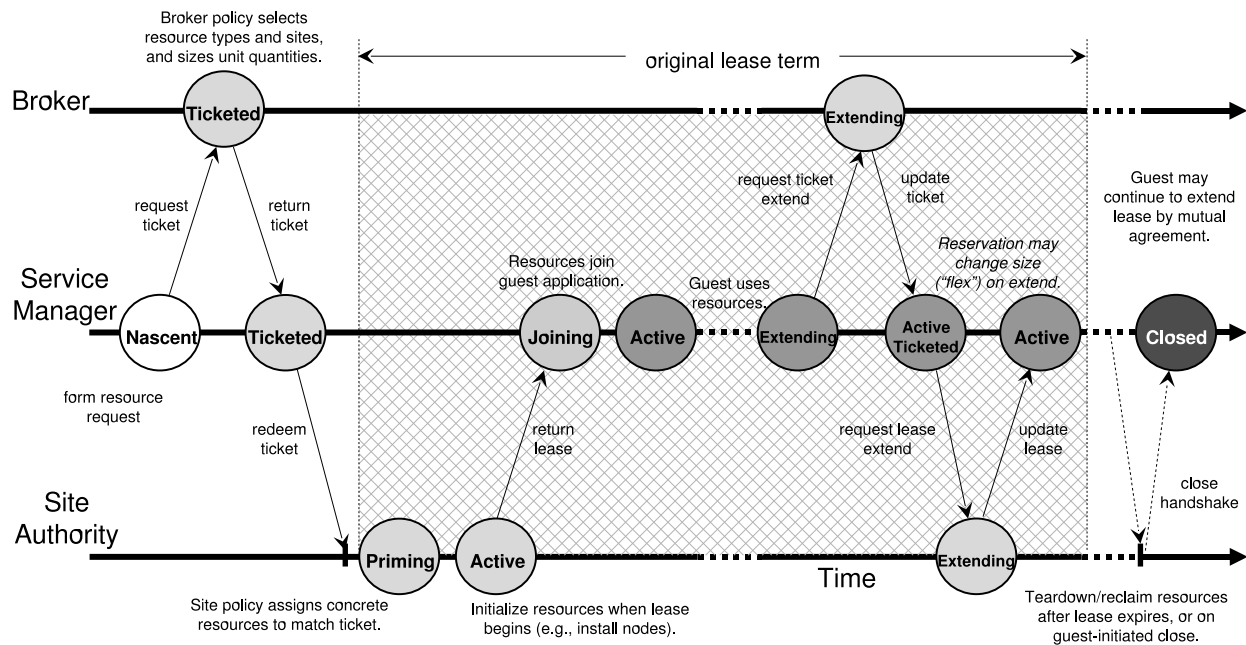 Broker policy selects
resource types and sites,
and sizes unit quantities.
original lease term
Broker
Ticketed
Extending
request
ticket
return
ticket
request ticket
extend
update
ticket
Guest may
continue to extend
lease by mutual
agreement.
Service
Manager
Resources join
guest application.
Guest uses
resources.
Reservation may
change size
("flex") on extend.
Nascent
Ticketed
Joining
Active
Extending
Active
Ticketed
Active
Closed
form resource
request
redeem
ticket
return
lease
request lease
extend
update
lease
close
handshake
Site
Authority
Priming
Active
Extending
Time
Site policy assigns concrete
resources to match ticket.
Initialize resources when lease
begins (e.g., install nodes).
Teardown/reclaim resources
after lease expires, or on
guest-initiated close.